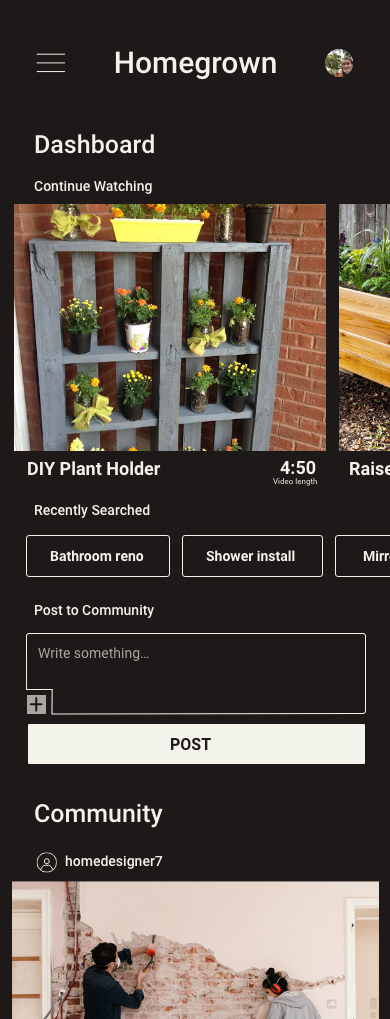 Homegrown
Dashboard
Continue Watching
DIY Plant Holder
4:50
Video length
Raise
Recently Searched
Bathroom reno
Shower install
Mirr
Post to Community
Write something...
POST
Community
homedesigner7